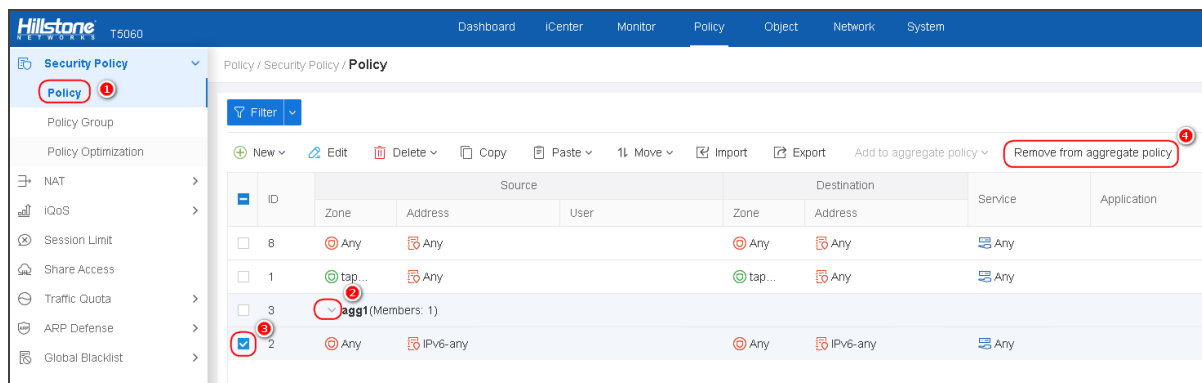 Hillstone
NETWORKS T5060 Dashboard iCenter Monitor Policy Object Network System
Security Policy
Policy 1
Policy Group
Policy Optimization
NAT
iQoS
Session Limit
Share Access
Traffic Quota
ARP Defense
Global Blacklist
Policy / Security Policy / Policy
Filter
New Edit Delete Copy Paste Move Import Export Add to aggregate policy Remove from aggregate policy 4
ID Source Destination Service Application
Zone Address User Zone Address
8 Any Any Any Any Any
1 tap... Any tap... Any Any
2
3 agg1(Members: 1)
3
2 Any IPv6-any Any IPv6-any Any